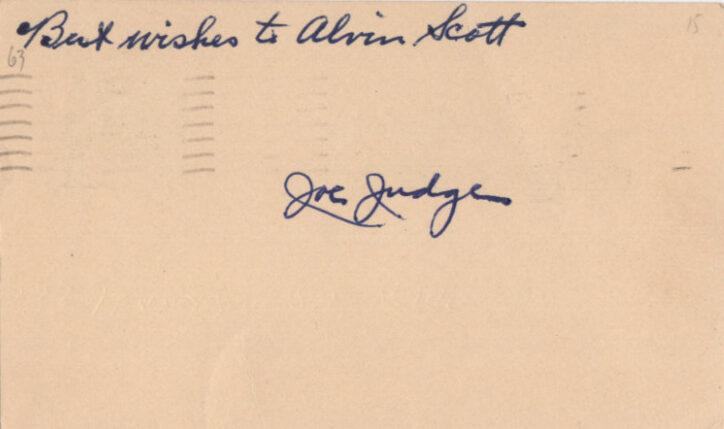 Best wishes to Alvin Scott
15
63
Joe Judge